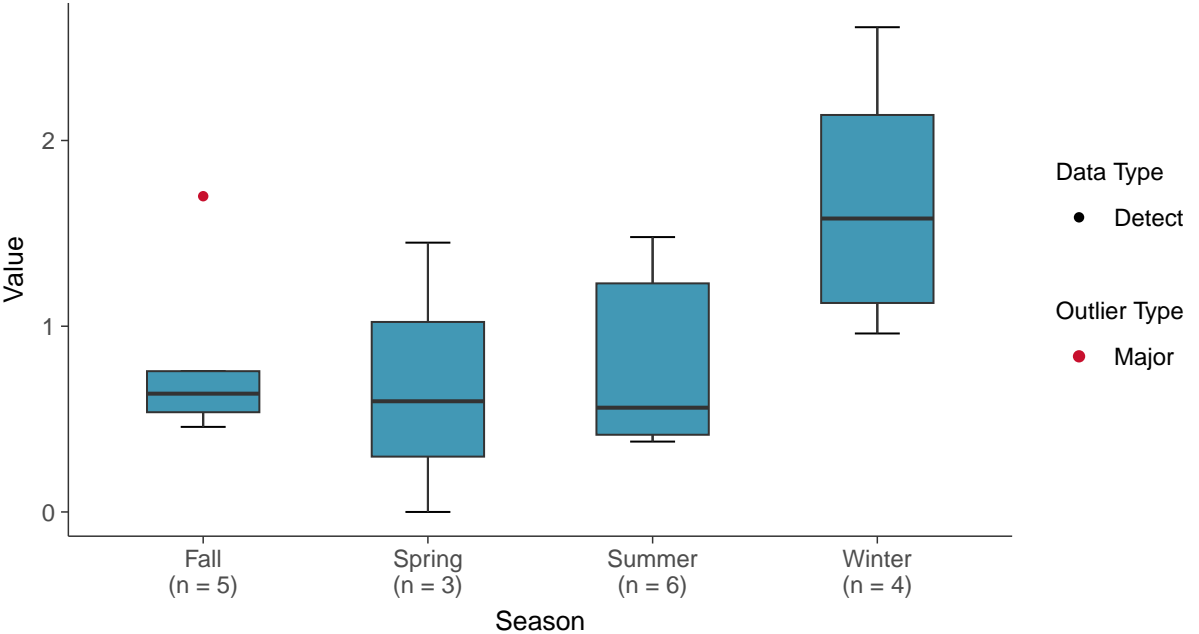 Value
2
1
0
Fall
(n = 5)
Spring
(n = 3)
Summer
(n = 6)
Winter
(n = 4)
Season
Data Type
Detect
Outlier Type
Major